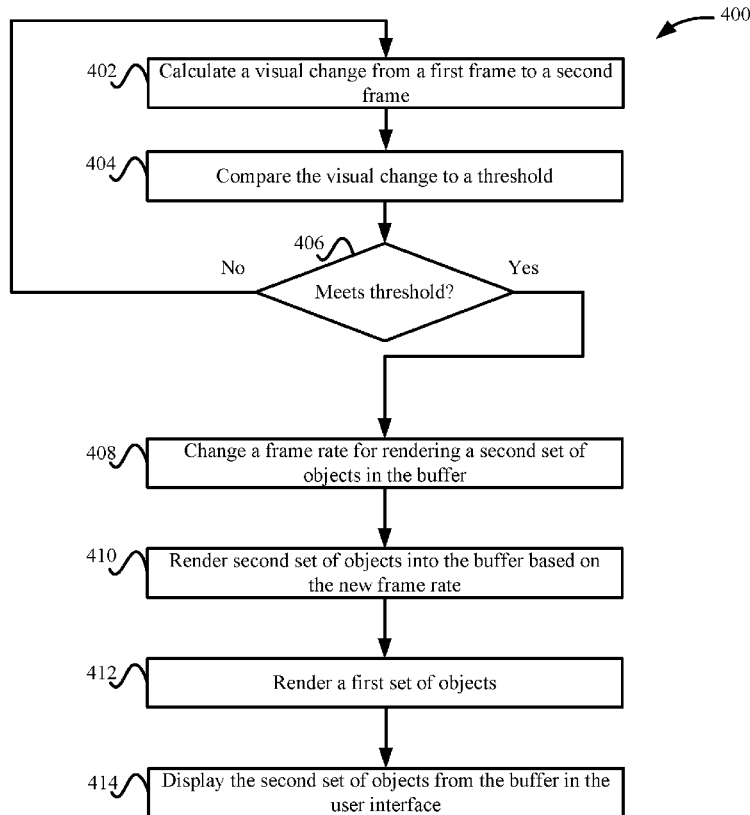 400
402
Calculate a visual change from a first frame to a second
frame
404
Compare the visual change to a threshold
406
No
Yes
Meets threshold?
408
Change a frame rate for rendering a second set of
objects in the buffer
410
Render second set of objects into the buffer based on
the new frame rate
412
Render a first set of objects
414
Display the second set of objects from the buffer in the
user interface